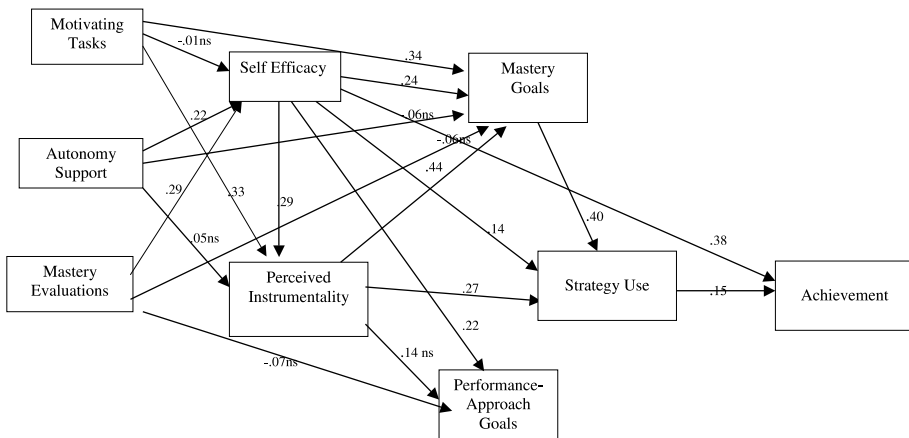 Motivating
Tasks
-.01ns
.34
Self Efficacy
Mastery
Goals
.24
.22
-.06ns
-.06ns
Autonomy
Support
.44
.29
.33
.29
.40
.14
.05ns
.38
Mastery
Evaluations
Perceived
Instrumentality
Strategy Use
Achievement
.27
.15
.22
.14 ns
-.07ns
Performance-
Approach
Goals